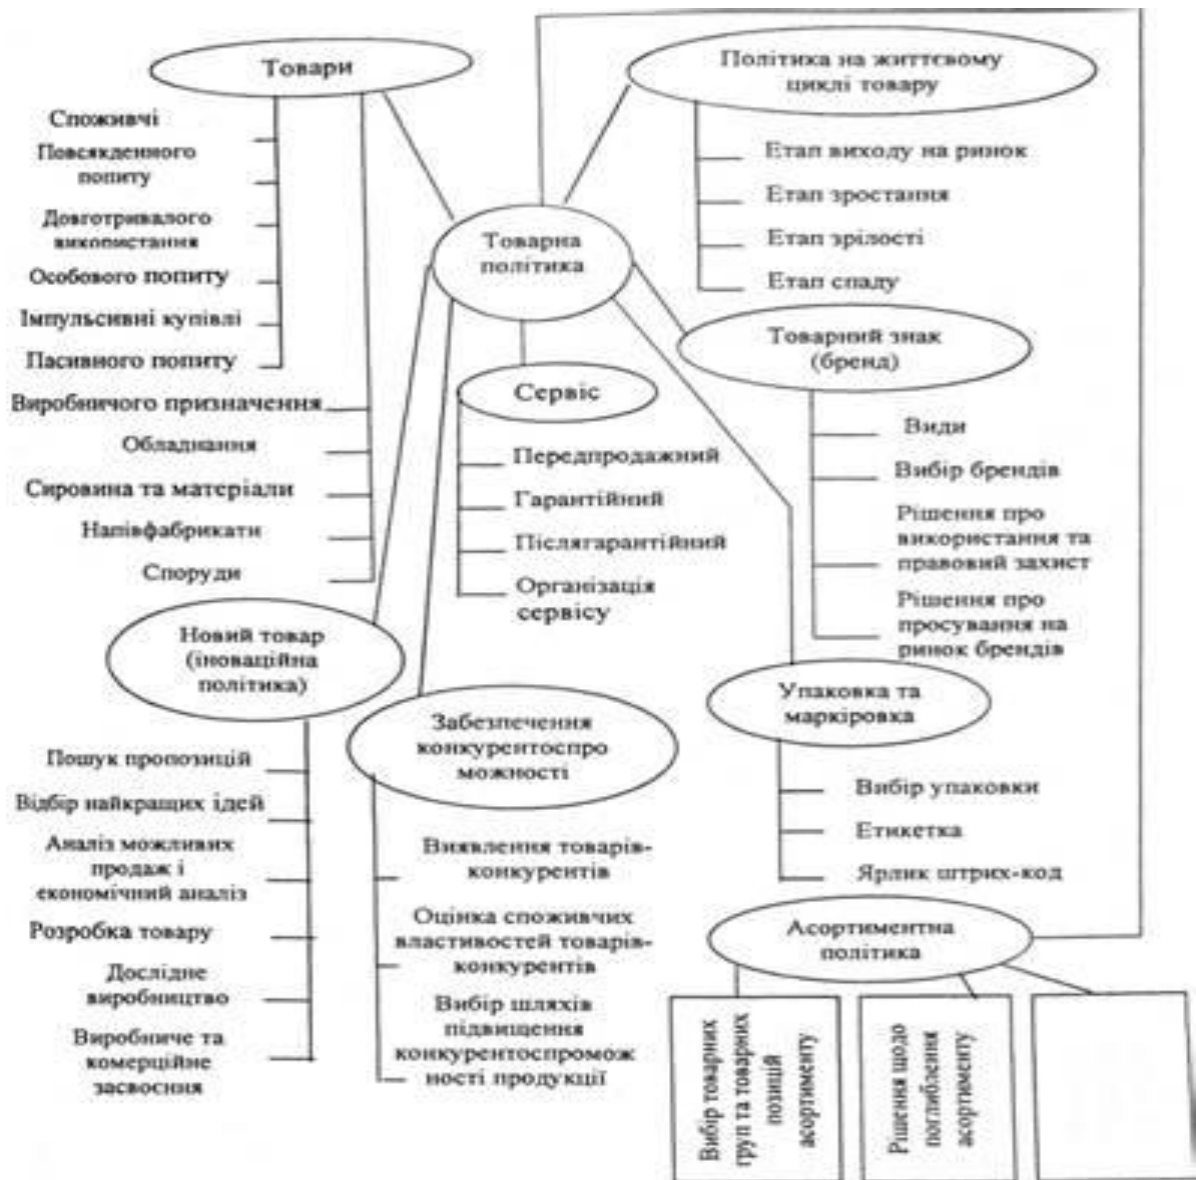 Товари
Споживчі
Повсякденного
попиту
Довготривалого
використання
Особового попиту
Імпульсивні купівлі
Пасивного попиту
Виробничого призначення
Обладнання
Сировина та матеріали
Напівфабрикати
Споруди
Політика на життєвому
циклі товару
Етап виходу на ринок
Етап зростання
Етап зрілості
Етап спаду
Товарна
політика
Товарний знак
(бренд)
Види
Вибір брендів
Рішення про
використання та
правовий захист
Рішення про
просування на
ринок брендів
Сервіс
Передпродажний
Гарантійний
Післягарантійний
Організація
сервісу
Новий товар
(іноваційна
політика)
Пошук пропозицій
Відбір найкращих ідей
Аналіз можливих
продаж і
економічний аналіз
Розробка товару
Дослідне
виробництво
Виробниче та
комерційне
засвоєння
Забезпечення
конкурентоспро
можності
Виявлення товарів-
конкурентів
Оцінка споживчих
властивостей товарів-
конкурентів
Вибір шляхів
підвищення
конкурентоспромож
ності продукції
Упаковка та
маркіровка
Вибір упаковки
Етикетка
Ярлик штрих-код
Асортиментна
політика
Вибір товарних
груп та товарних
позицій
асортименту
Рішення щодо
поглиблення
асортименту